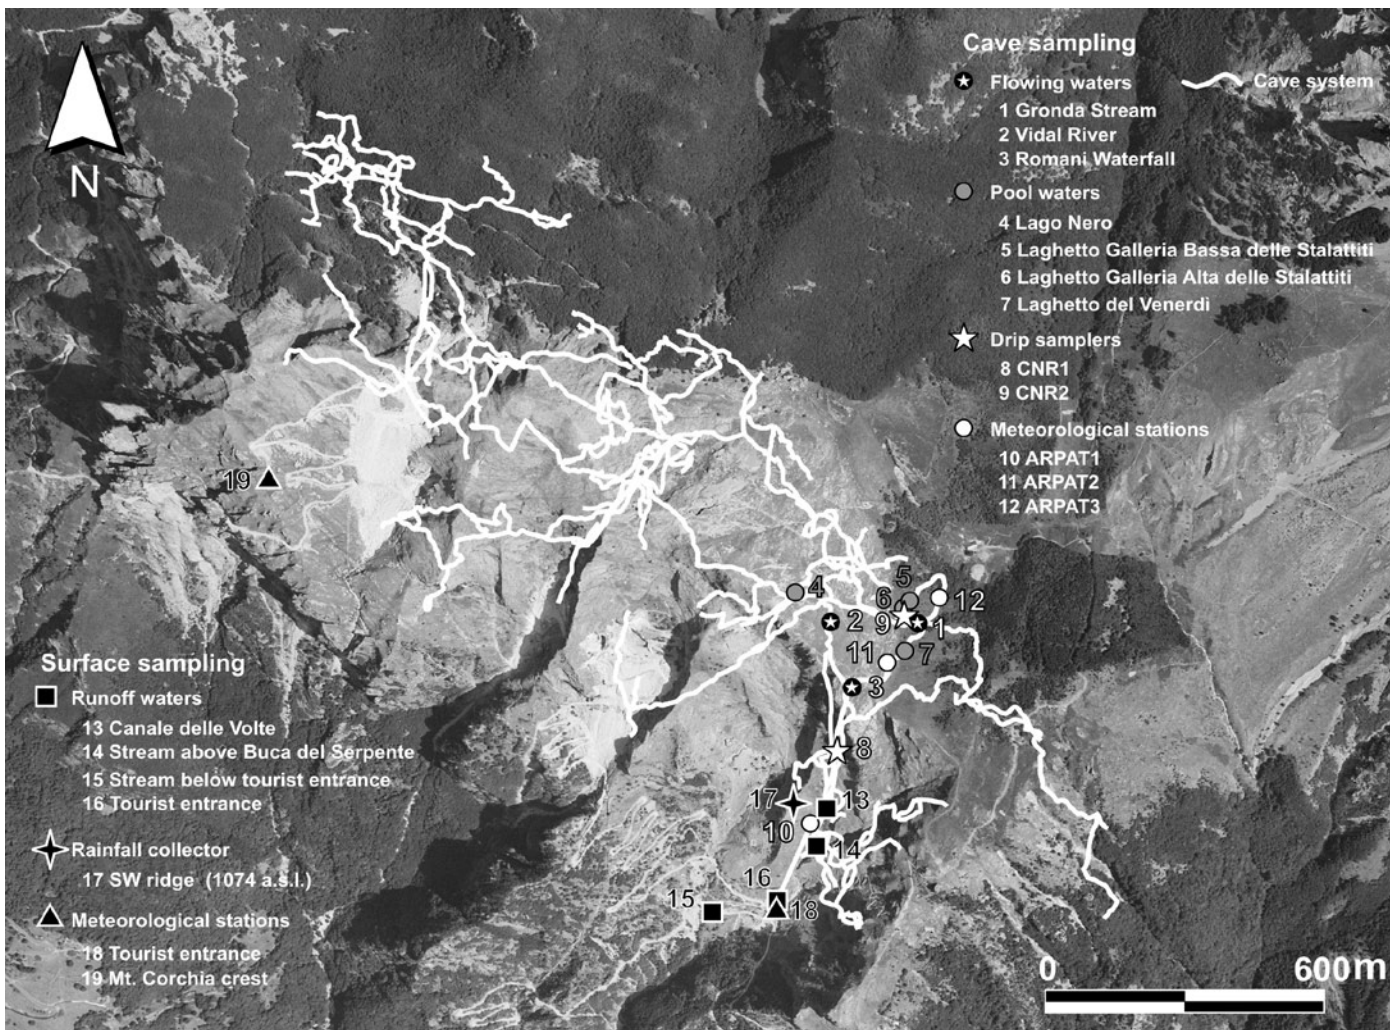 N
Cave sampling
Flowing waters
Cave system
1 Gronda Stream
2 Vidal River
3 Romani Waterfall
Pool waters
4 Lago Nero
5 Laghetto Galleria Bassa delle Stalattiti
6 Laghetto Galleria Alta delle Stalattiti
7 Laghetto del Venerdì
Drip samplers
8 CNR1
9 CNR2
Meteorological stations
10 ARPAT1
11 ARPAT2
12 ARPAT3
19
4
5
6
12
2
9
1
11
7
3
8
17
13
10
14
16
15
18
Surface sampling
Runoff waters
13 Canale delle Volte
14 Stream above Buca del Serpente
15 Stream below tourist entrance
16 Tourist entrance
Rainfall collector
17 SW ridge (1074 a.s.l.)
Meteorological stations
18 Tourist entrance
19 Mt. Corchia crest
0 600m